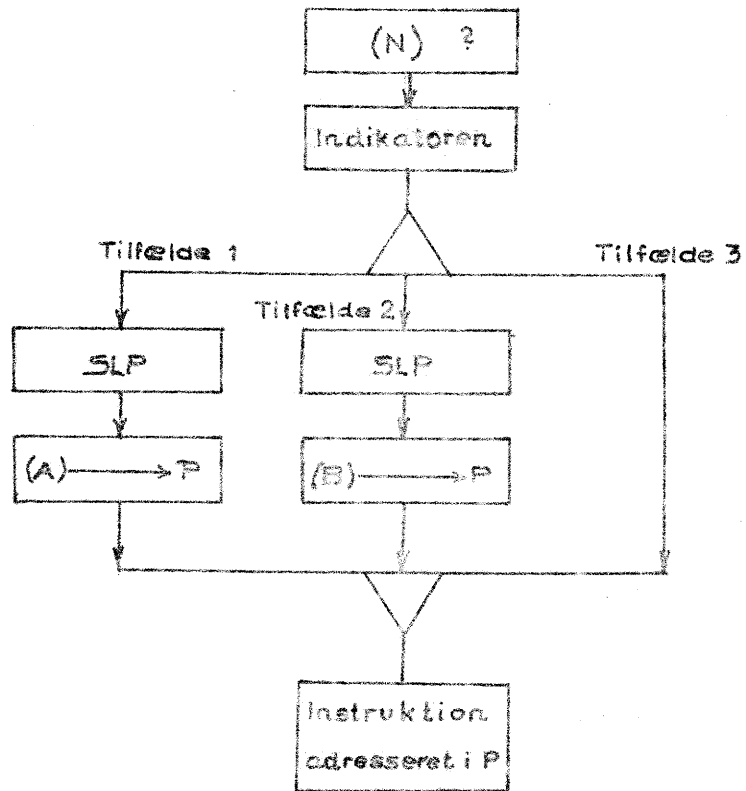 (N) ?
Indikatoren
Tilfælde 1
Tilfælde 3
Tilfælde 2
SLP
SLP
(A) ⟶ P
(B) ⟶ P
Instruktion
adresseret i P